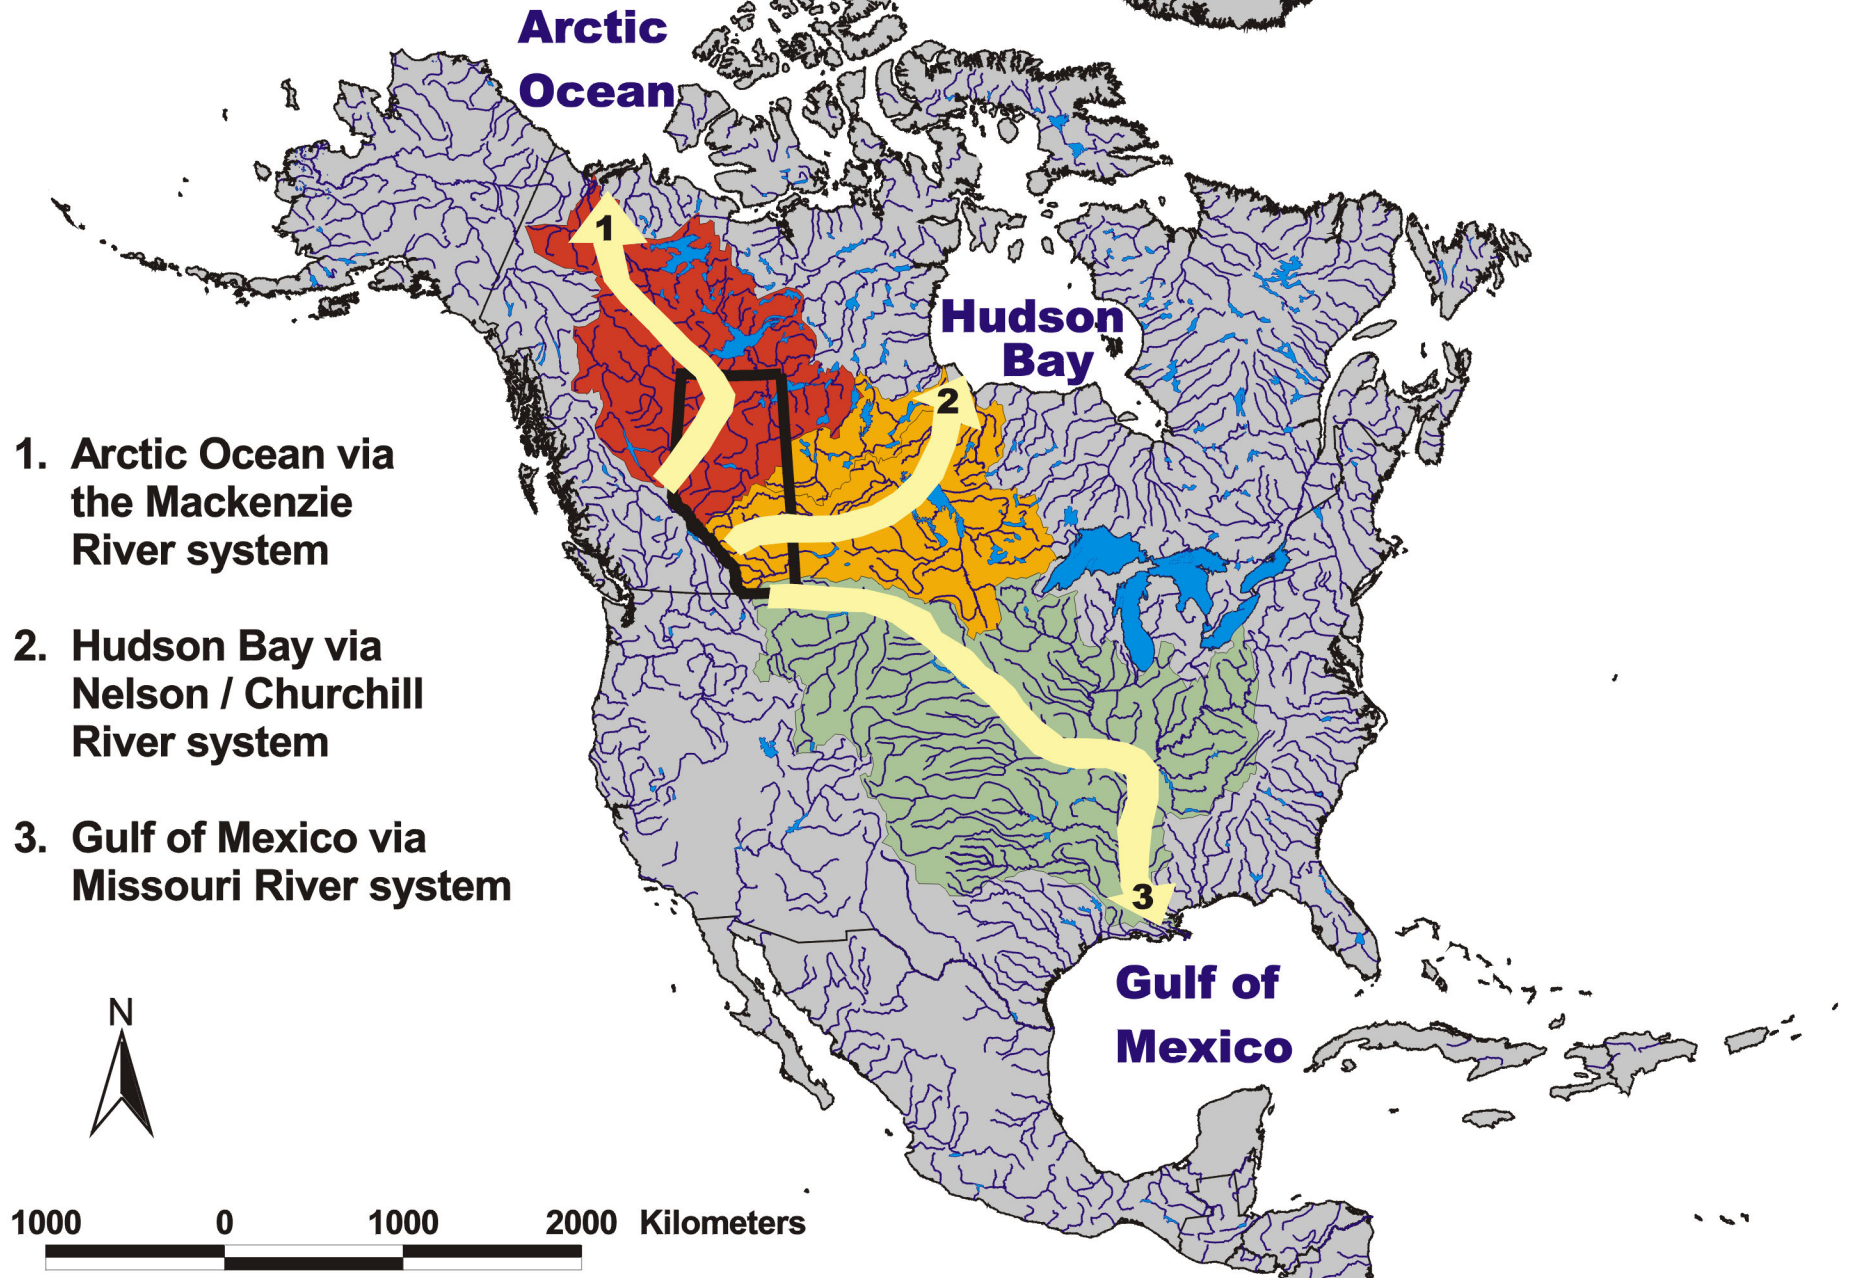 Arctic
Ocean
1
Hudson
Bay
2
1. Arctic Ocean via
the Mackenzie
River system
2. Hudson Bay via
Nelson / Churchill
River system
3. Gulf of Mexico via
Missouri River system
3
Gulf of
Mexico
N
1000 0 1000 2000 Kilometers